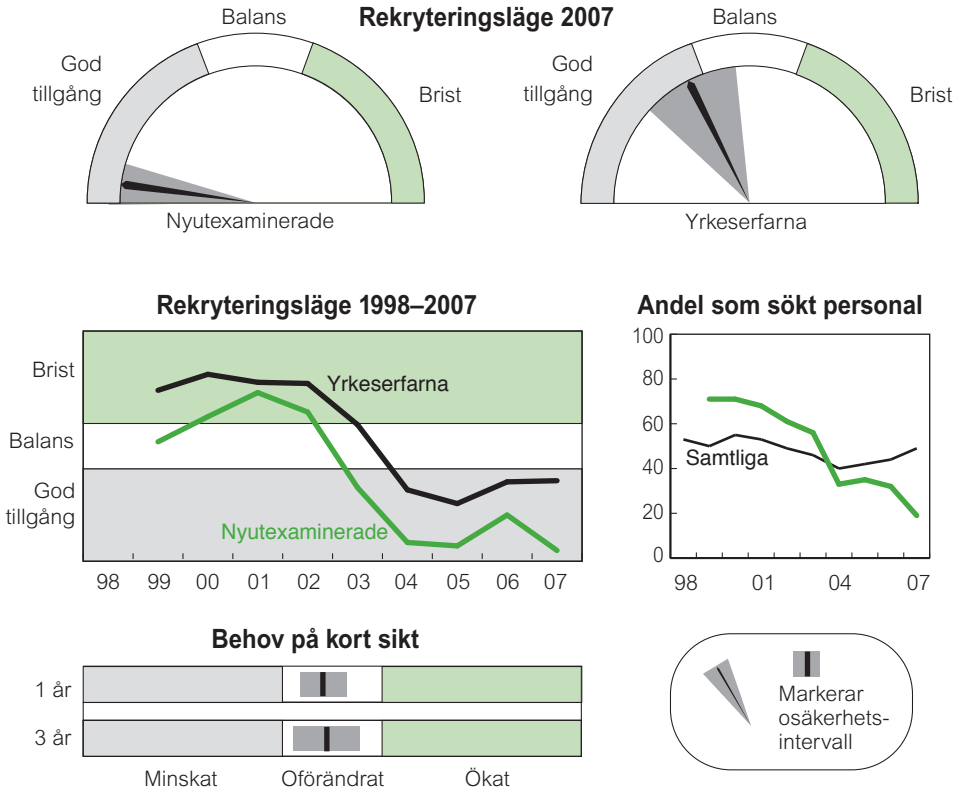 Rekryteringsläge 2007
Balans
God
tillgång
Brist
Nyutexaminerade
Balans
God
tillgång
Brist
Yrkeserfarna
Rekryteringsläge 1998–2007
Brist
Balans
God
tillgång
Yrkeserfarna
Nyutexaminerade
98 99 00 01 02 03 04 05 06 07
Andel som sökt personal
100
80
60
40
20
0
Samtliga
98 01 04 07
Behov på kort sikt
1 år
3 år
Minskat Oförändrat Ökat
Markerar
osäkerhets-
intervall